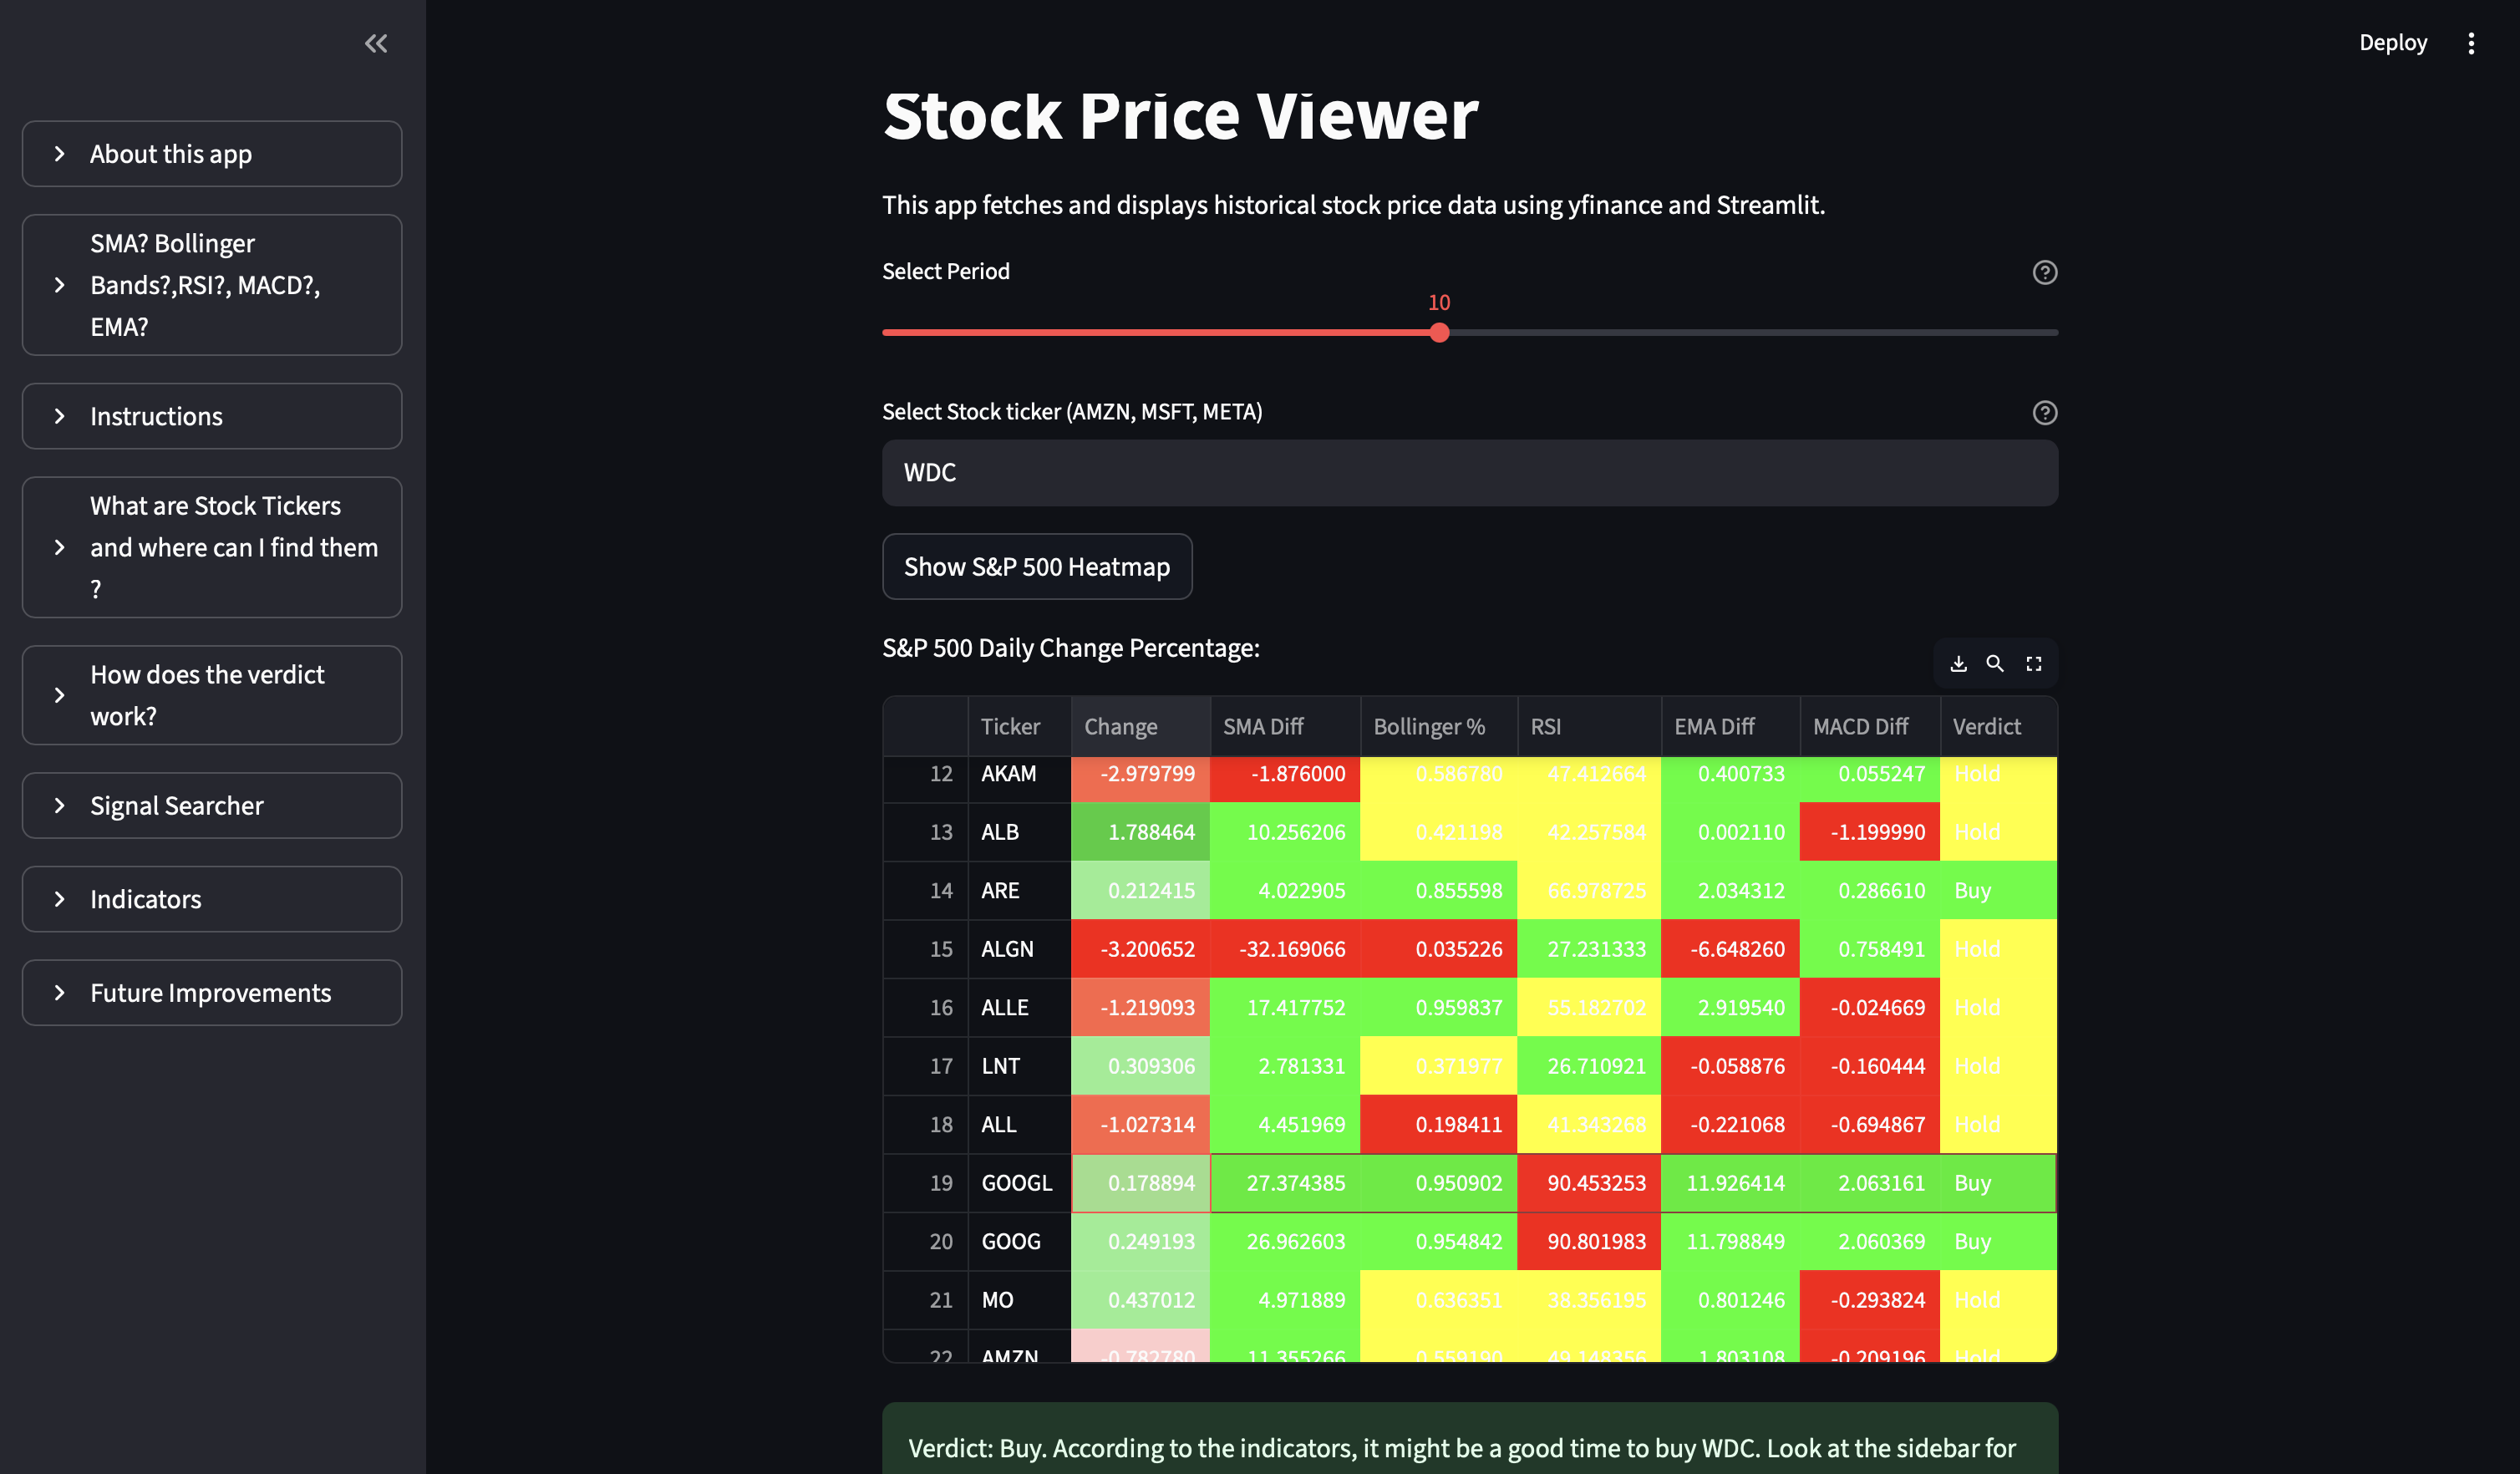 Deploy
About this app
SMA? Bollinger
Bands?,RSI?, MACD?,
EMA?
Instructions
What are Stock Tickers
and where can I find them
?
How does the verdict
work?
Signal Searcher
Indicators
Future Improvements
Stock Price Viewer
This app fetches and displays historical stock price data using yfinance and Streamlit.
Select Period
10
Select Stock ticker (AMZN, MSFT, META)
WDC
Show S&P 500 Heatmap
S&P 500 Daily Change Percentage:
Ticker Change SMA Diff Bollinger % RSI EMA Diff MACD Diff Verdict
12 AKAM -2.979799 -1.876000 0.586780 47.412664 0.400733 0.055247 Hold
13 ALB 1.788464 10.256206 0.421198 42.257584 0.002110 -1.199990 Hold
14 ARE 0.212415 4.022905 0.855598 66.978725 2.034312 0.286610 Buy
15 ALGN -3.200652 -32.169066 0.035226 27.231333 -6.648260 0.758491 Hold
16 ALLE -1.219093 17.417752 0.959837 55.182702 2.919540 -0.024669 Hold
17 LNT 0.309306 2.781331 0.371977 26.710921 -0.058876 -0.160444 Hold
18 ALL -1.027314 4.451969 0.198411 41.343268 -0.221068 -0.694867 Hold
19 GOOGL 0.178894 27.374385 0.950902 90.453253 11.926414 2.063161 Buy
20 GOOG 0.249193 26.962603 0.954842 90.801983 11.798849 2.060369 Buy
21 MO 0.437012 4.971889 0.636351 38.356195 0.801246 -0.293824 Hold
22 AMZN -0.782780 11.355266 0.559190 49.148356 1.803108 -0.209196 Hold
Verdict: Buy. According to the indicators, it might be a good time to buy WDC. Look at the sidebar for